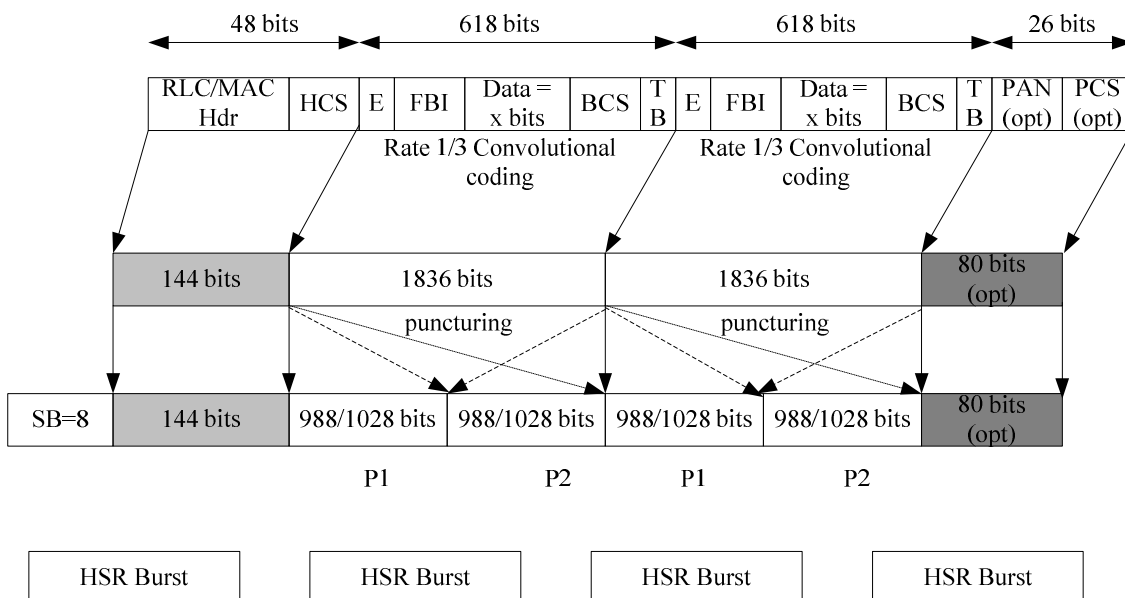 48 bits 618 bits 618 bits 26 bits
RLC/MAC Hdr HCS E FBI Data = x bits BCS T B E FBI Data = x bits BCS T B PAN (opt) PCS (opt)
Rate 1/3 Convolutional coding Rate 1/3 Convolutional coding
144 bits 1836 bits 1836 bits 80 bits (opt)
puncturing puncturing
SB=8 144 bits 988/1028 bits 988/1028 bits 988/1028 bits 988/1028 bits 80 bits (opt)
P1 P2 P1 P2
HSR Burst HSR Burst HSR Burst HSR Burst